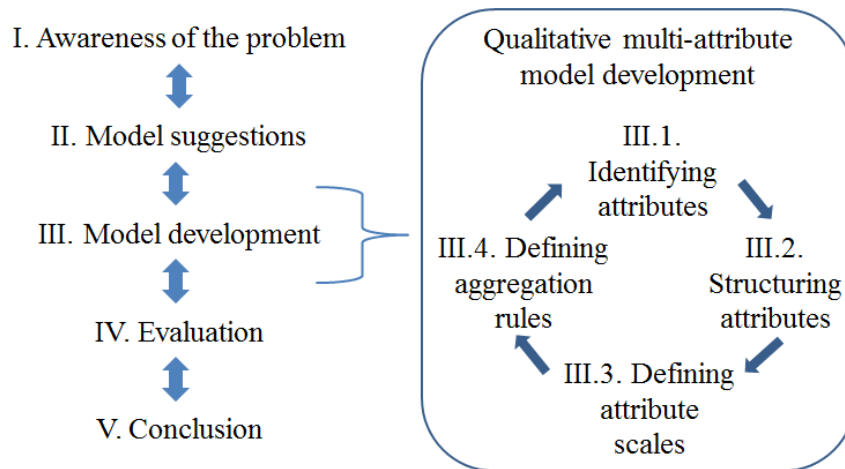 I. Awareness of the problem
II. Model suggestions
III. Model development
IV. Evaluation
V. Conclusion
Qualitative multi-attribute
model development
III.1.
Identifying
attributes
III.2.
Structuring
attributes
III.3. Defining
attribute
scales
III.4. Defining
aggregation
rules